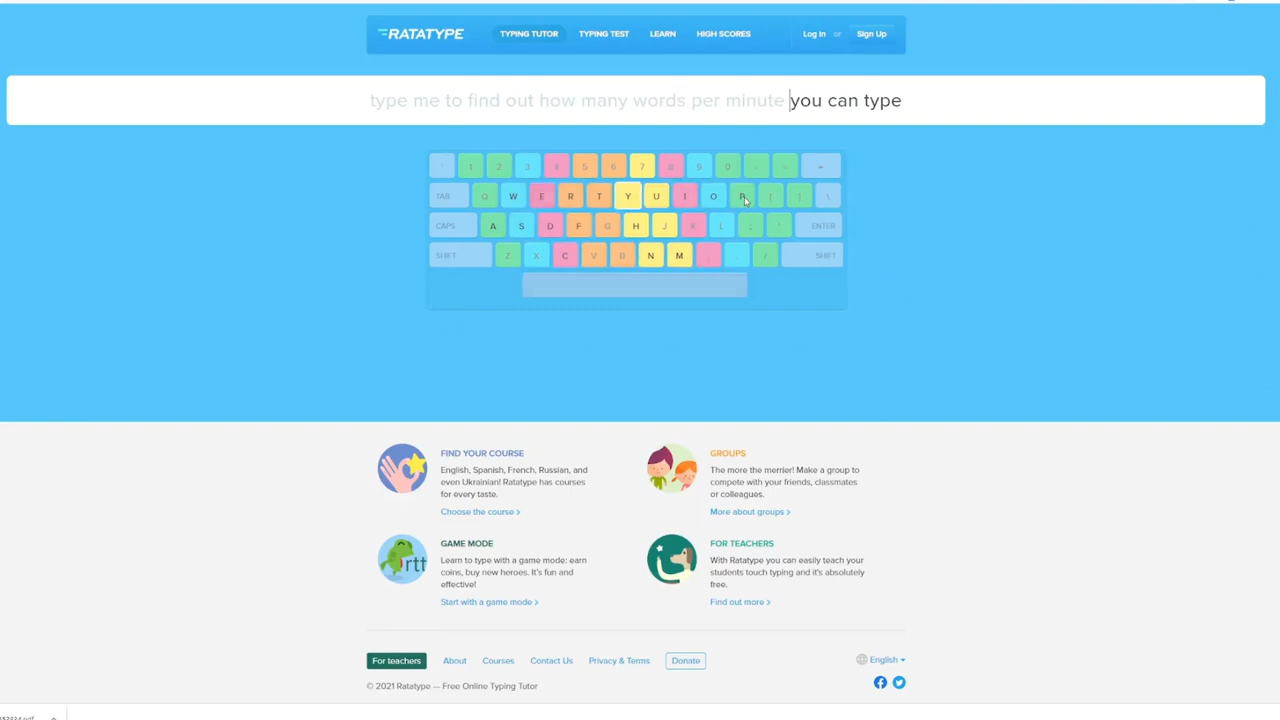 RATATYPE TYPING TUTOR TYPING TEST LEARN HIGH SCORES Log In or Sign Up
type me to find out how many words per minute you can type
1 2 3 4 5 6 7 8 9 0
TAB Q W E R T Y U I O P [ ] \
CAPS A S D F G H J K L ; ' ENTER
SHIFT Z X C V B N M / SHIFT
FIND YOUR COURSE
English, Spanish, French, Russian, and
even Ukrainian! Ratatype has courses
for every taste.
Choose the course >
GROUPS
The more the merrier! Make a group to
compete with your friends, classmates
or colleagues.
More about groups >
rtt
GAME MODE
Learn to type with a game mode: earn
coins, buy new heroes. It's fun and
effective!
Start with a game mode >
FOR TEACHERS
With Ratatype you can easily teach your
students touch typing and it's absolutely
free.
Find out more >
For teachers About Courses Contact Us Privacy & Terms Donate
English
© 2021 Ratatype — Free Online Typing Tutor